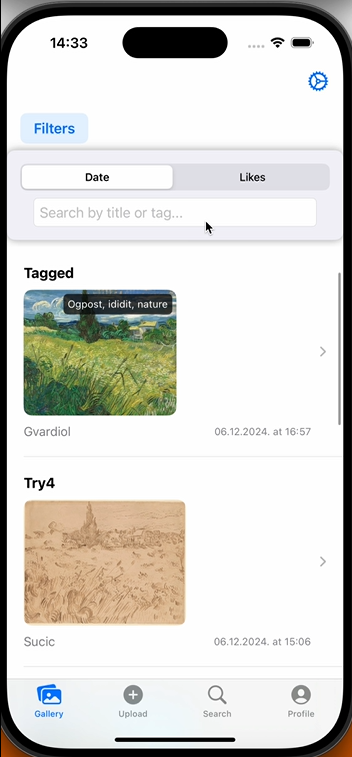 14:33
Filters
Date Likes
Search by title or tag...
Tagged
Ogpost, ididit, nature
Gvardiol 06.12.2024. at 16:57
Try4
Sucic 06.12.2024. at 15:06
Gallery Upload Search Profile